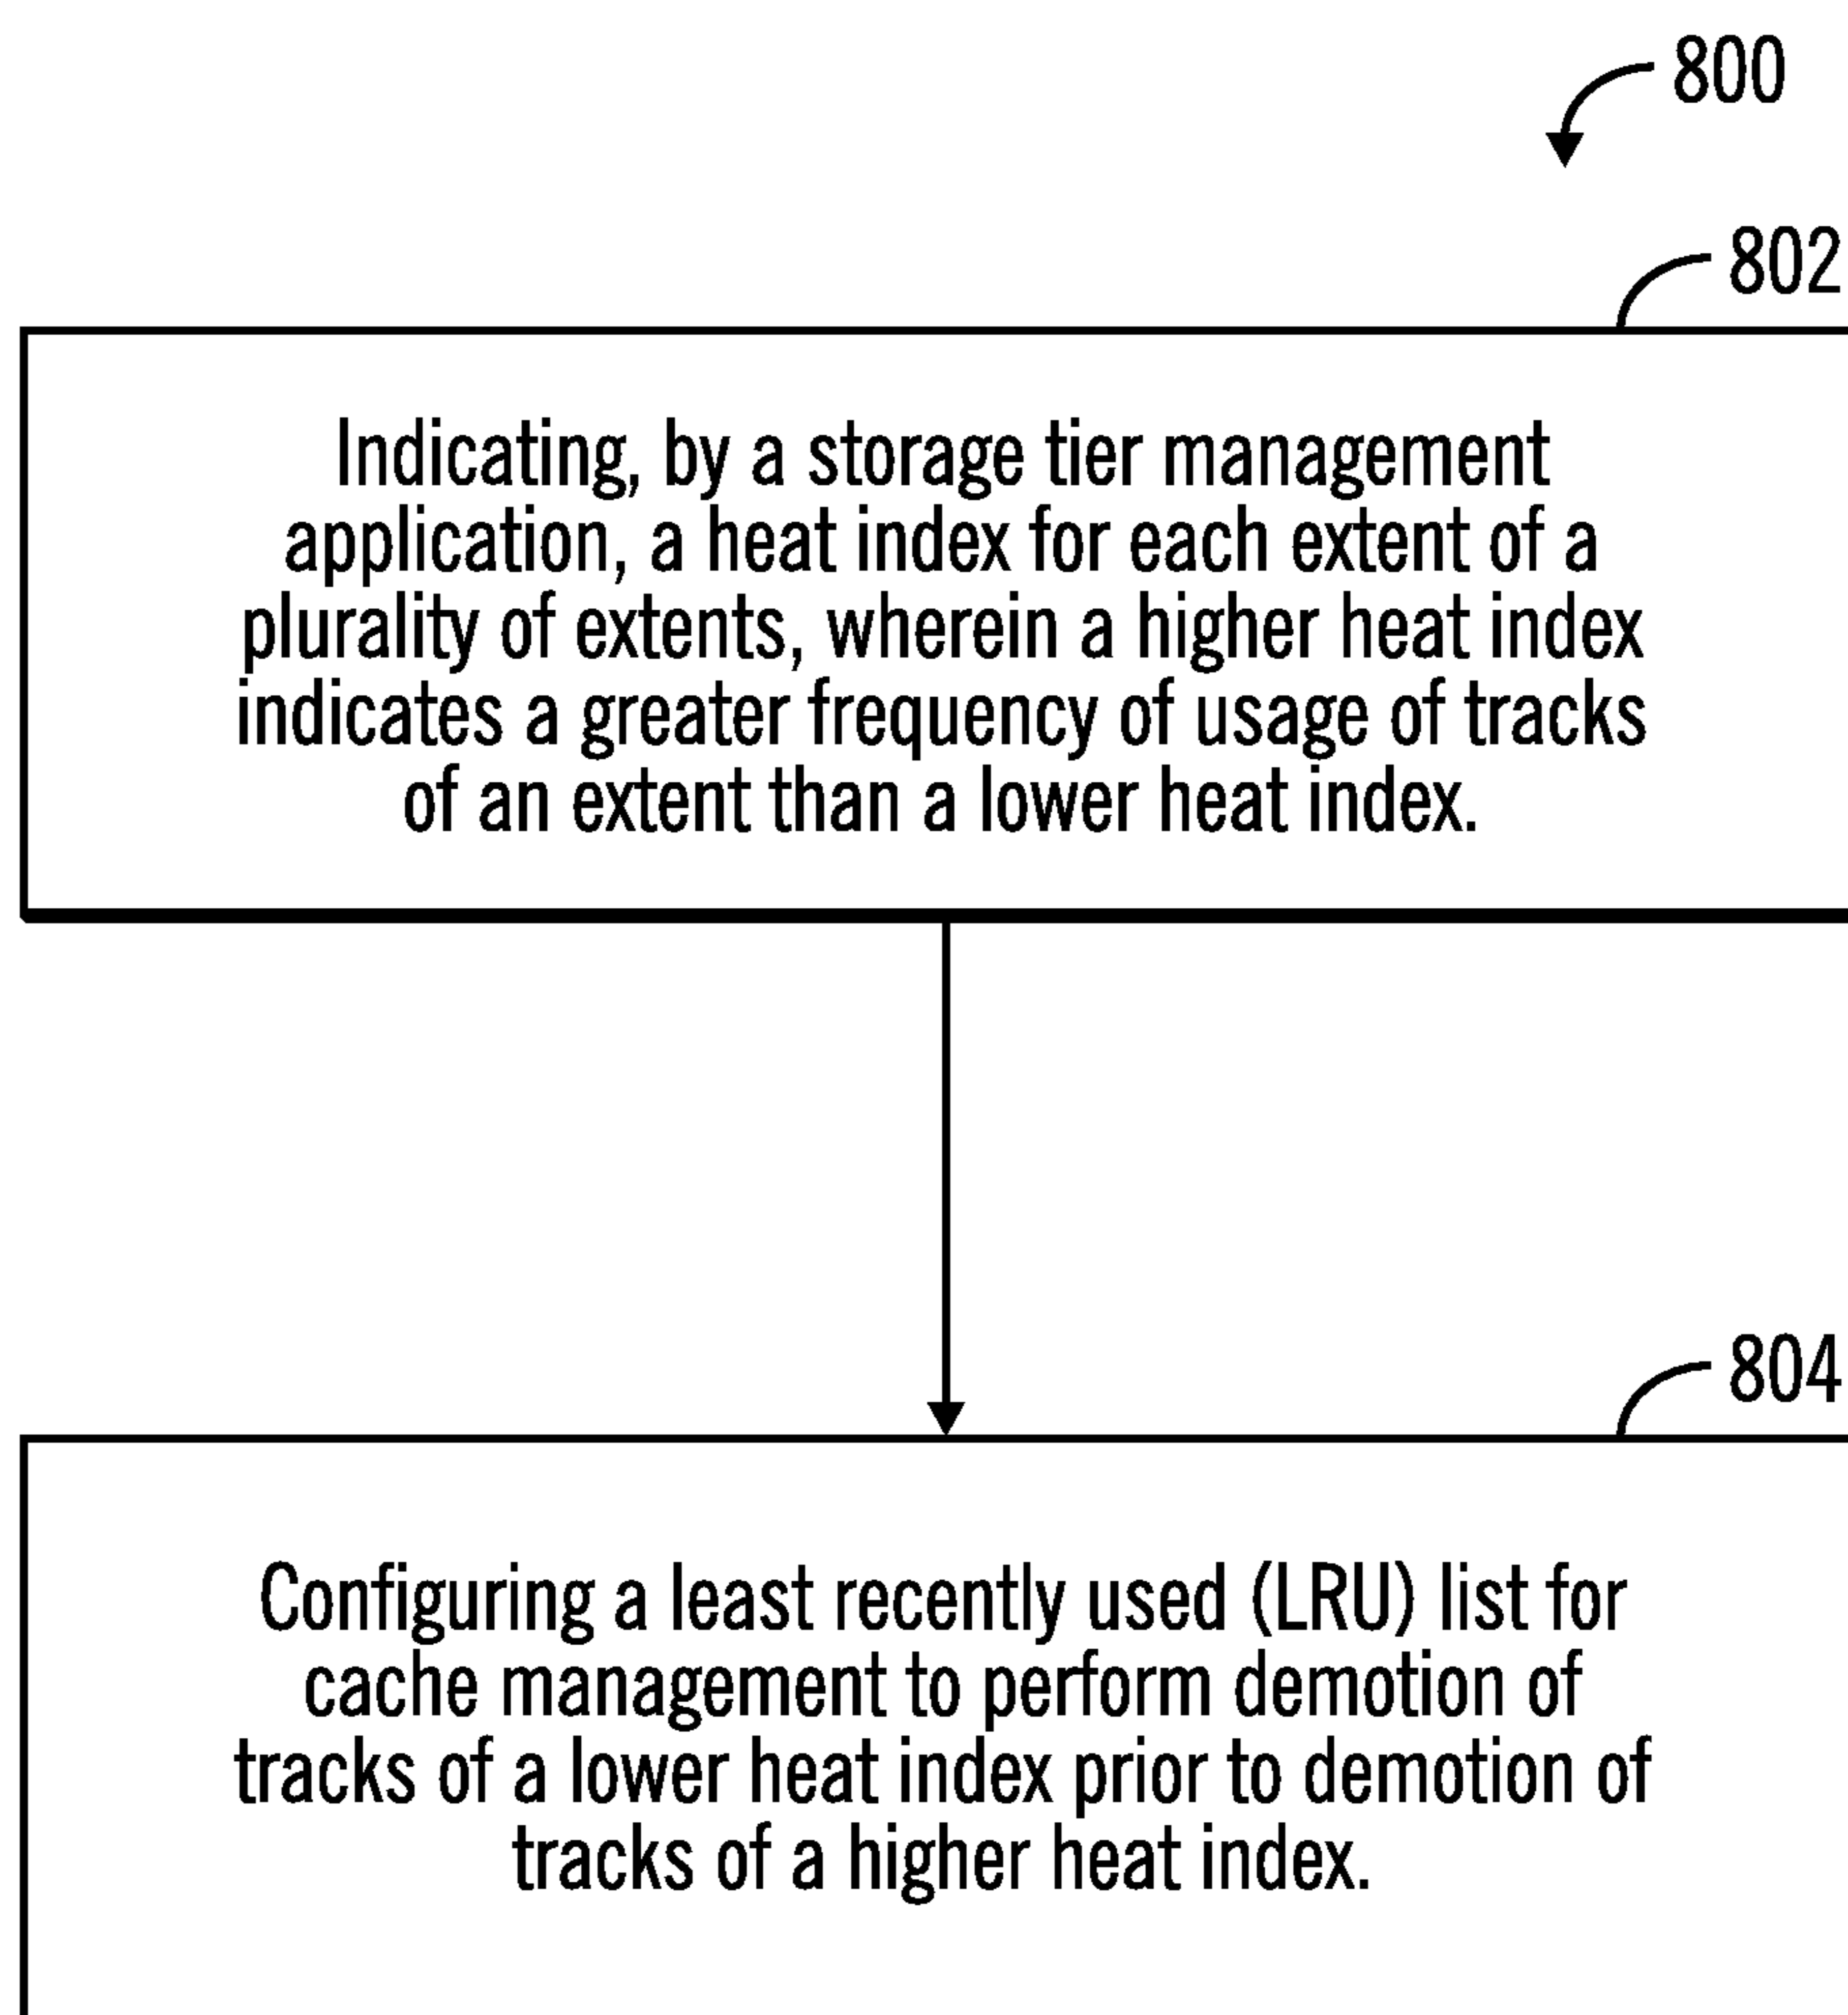 800
802
Indicating, by a storage tier management
application, a heat index for each extent of a
plurality of extents, wherein a higher heat index
indicates a greater frequency of usage of tracks
of an extent than a lower heat index.
804
Configuring a least recently used (LRU) list for
cache management to perform demotion of
tracks of a lower heat index prior to demotion of
tracks of a higher heat index.